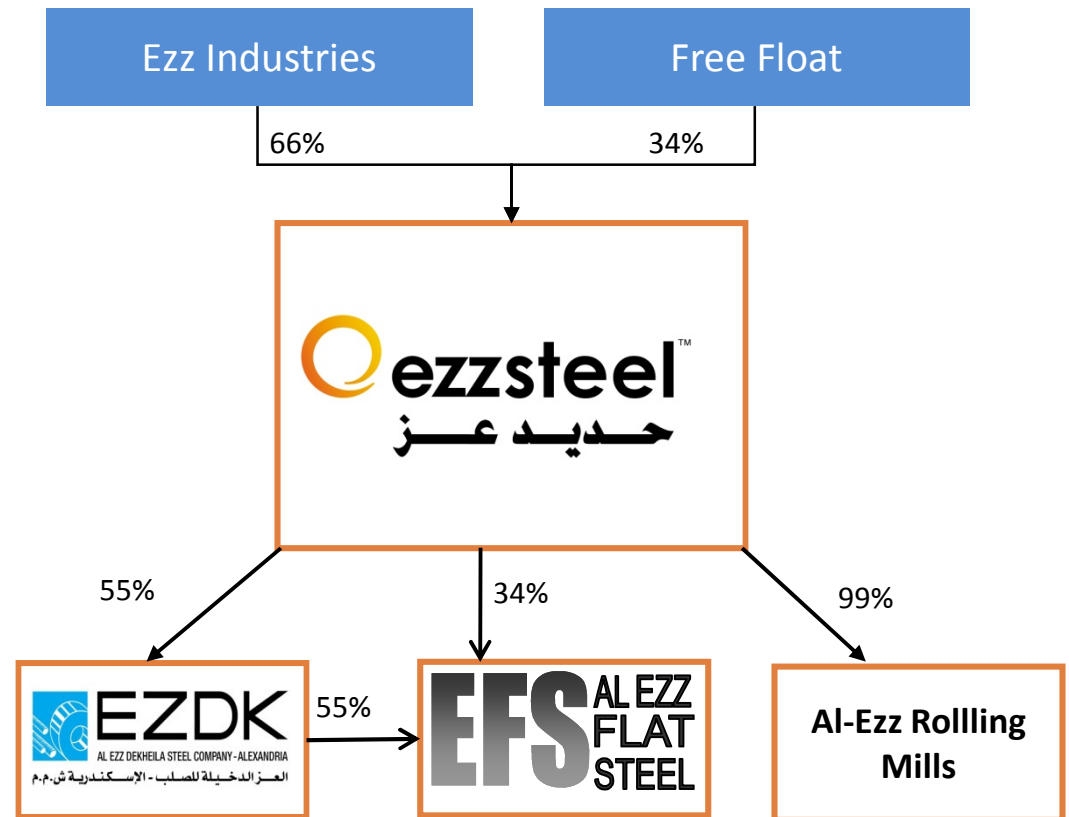 Ezz Industries
Free Float
66%
34%
ezzsteel™
حديد عز
55%
34%
99%
EZDK
AL EZZ DEKHEILA STEEL COMPANY - ALEXANDRIA
العز الدخيلة للصلب - الإسكندرية ش.م.م
55%
EFS
AL EZZ
FLAT
STEEL
Al-Ezz Rollling
Mills